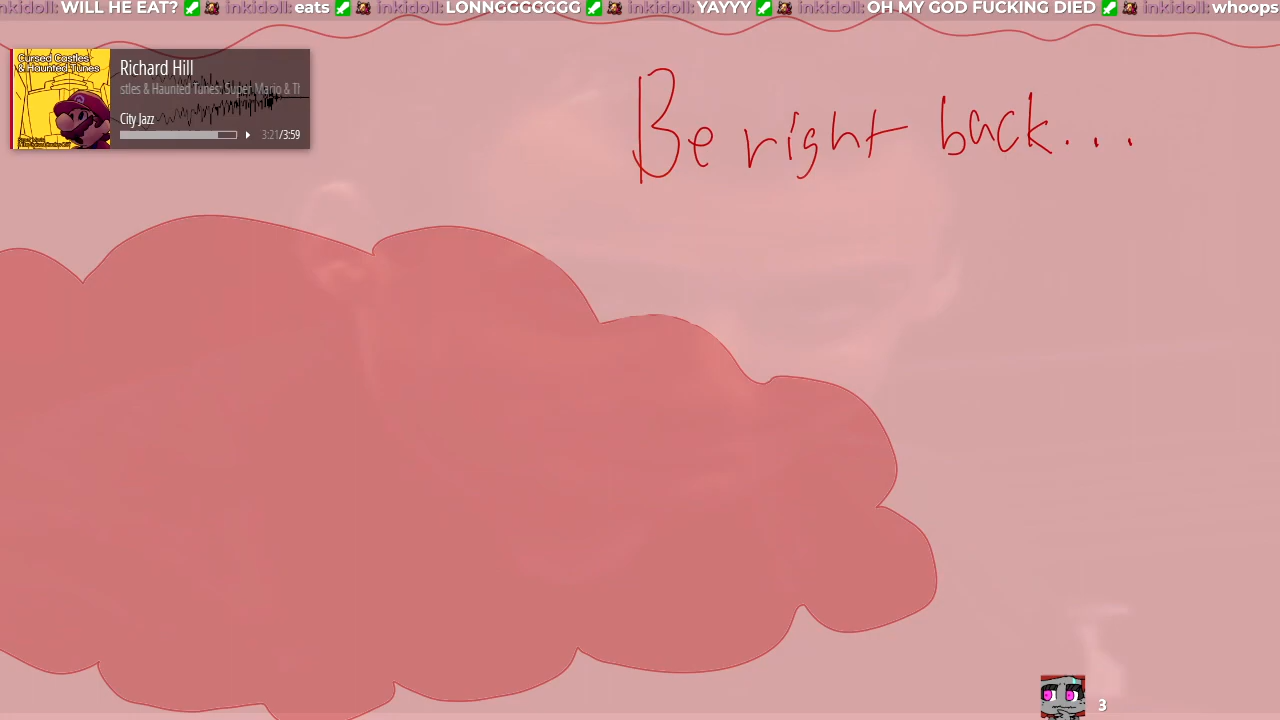 inkidoll: WILL HE EAT? inkidoll: eats inkidoll: LONNGGGGGGG inkidoll: YAYYY inkidoll: OH MY GOD FUCKING DIED inkidoll: whoops
Cursed Castles
& Haunted Tunes
Richard Hill
stles & Haunted Tunes: Super Mario & Th
City Jazz
3:21/3:59
Be right back...
3